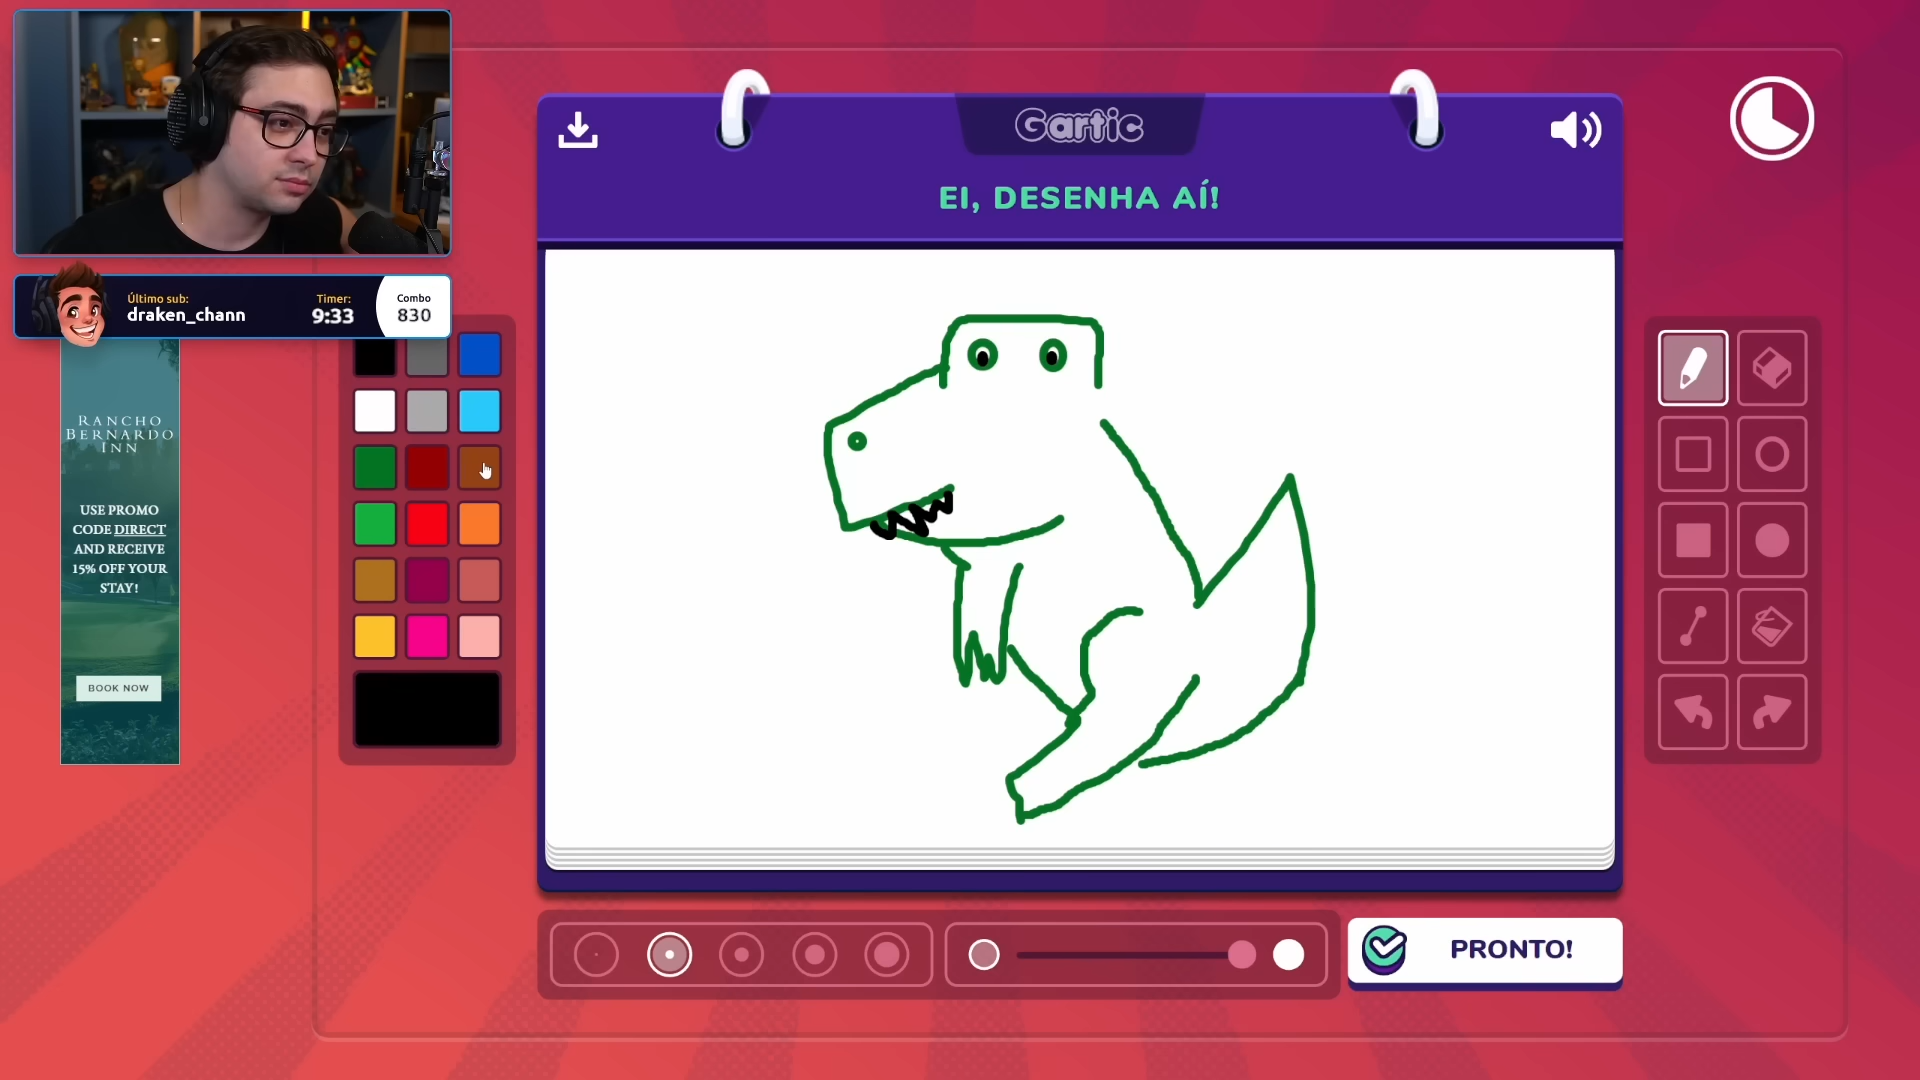 Gartic
EI, DESENHA AÍ!
Último sub:
draken_chann
Timer:
9:33
Combo
830
RANCHO
BERNARDO
INN
USE PROMO
CODE DIRECT
AND RECEIVE
15% OFF YOUR
STAY!
BOOK NOW
PRONTO!